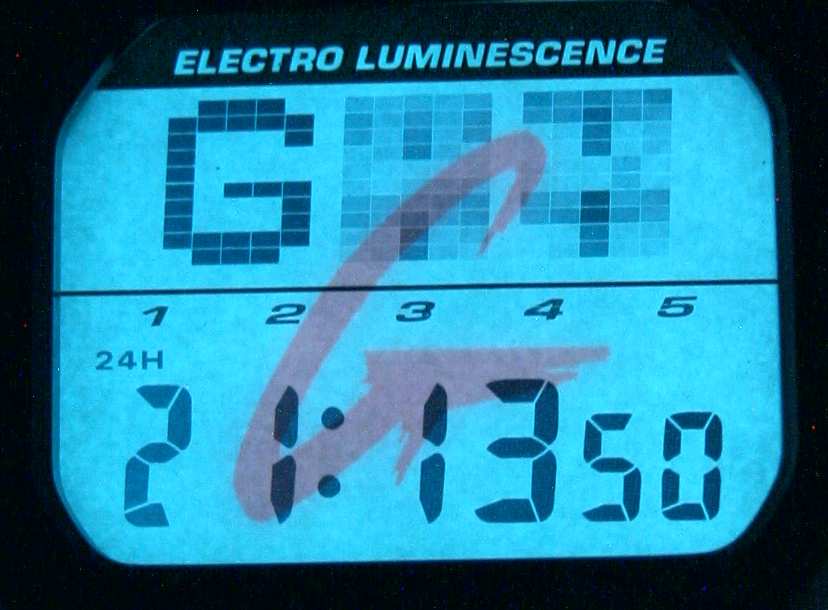 ELECTRO LUMINESCENCE
G
1 2 3 4 5
24H
21:13 50
G